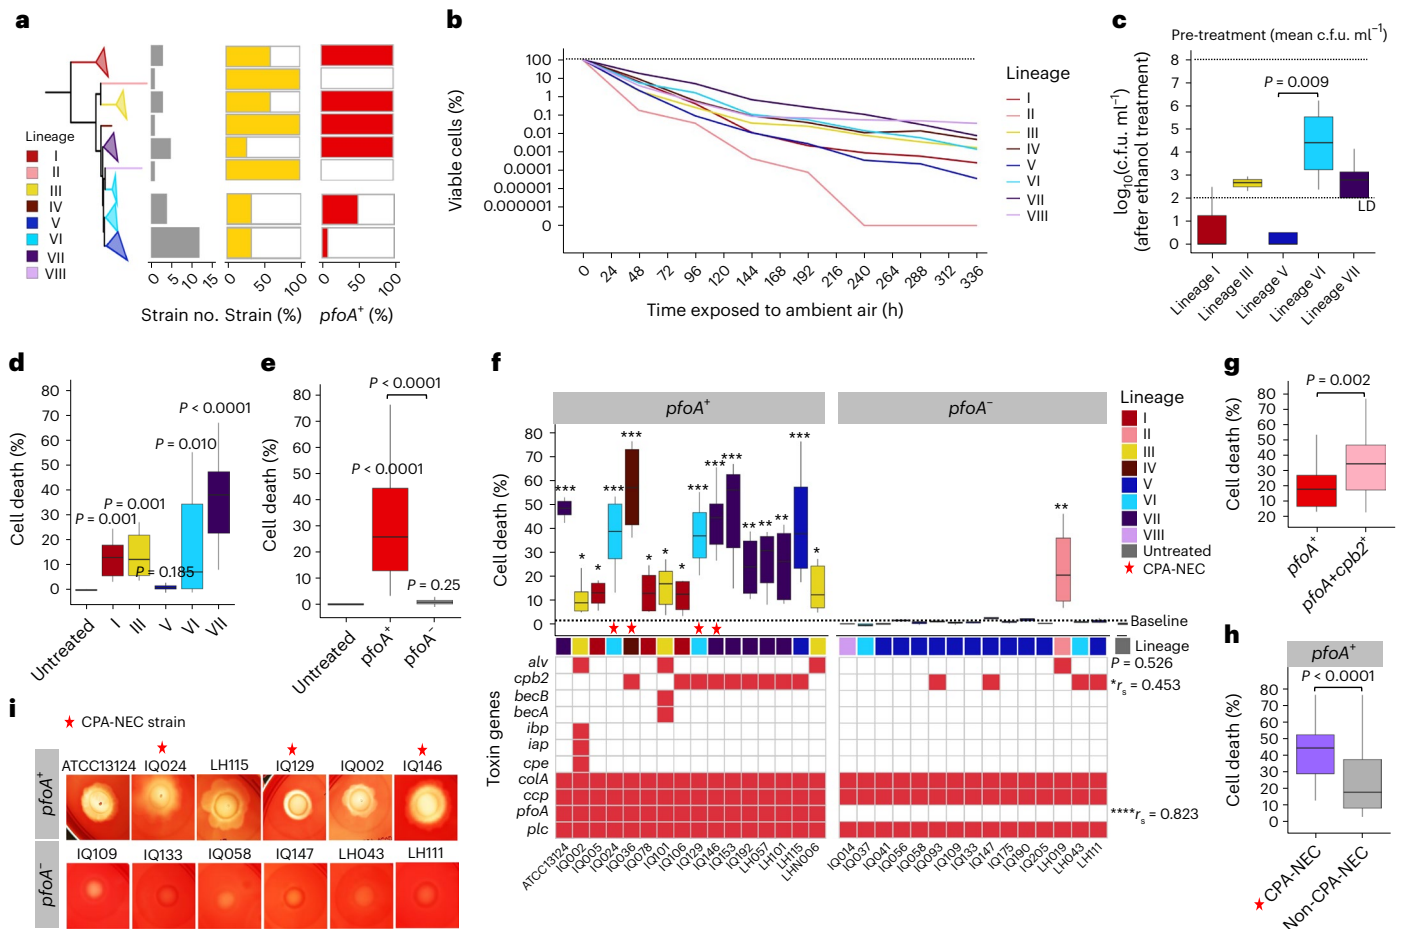 a
Lineage
I
II
III
IV
V
VI
VII
VIII
0 5 10 15
0 50 100
0 50 100
Strain no. Strain (%) pfoA+ (%)
b
Viable cells (%)
100
10
1
0.1
0.01
0.001
0.0001
0.00001
0.000001
0
0 24 48 72 96 120 144 168 192 216 240 264 288 312 336
Time exposed to ambient air (h)
Lineage
I
II
III
IV
V
VI
VII
VIII
c
Pre-treatment (mean c.f.u. ml−1)
log10(c.f.u. ml−1)
(after ethanol treatment)
8
7
6
5
4
3
2
1
0
P = 0.009
LD
Lineage I
Lineage III
Lineage V
Lineage VI
Lineage VII
d
Cell death (%)
80
70
60
50
40
30
20
10
0
P = 0.001
P = 0.001
P = 0.185
P = 0.010
P < 0.0001
Untreated
I
III
V
VI
VII
e
Cell death (%)
80
70
60
50
40
30
20
10
0
P < 0.0001
P < 0.0001
P = 0.25
Untreated
pfoA+
pfoA−
f
pfoA+
pfoA−
Cell death (%)
80
70
60
50
40
30
20
10
0
*** * * *** *** * * * *** *** *** ** ** ** *** *
**
Baseline
Lineage
I
II
III
IV
V
VI
VII
VIII
Untreated
CPA-NEC
Lineage
Toxin genes
alv
cpb2
becB
becA
ibp
iap
cpe
colA
ccp
pfoA
plc
P = 0.526
*rs = 0.453
****rs = 0.823
ATCC13124
IQ002
IQ005
IQ024
IQ036
IQ078
IQ101
IQ106
IQ129
IQ146
IQ153
IQ192
LH057
LH101
LH115
LHN006
IQ014
IQ037
IQ041
IQ056
IQ058
IQ093
IQ109
IQ133
IQ147
IQ175
IQ190
IQ205
LH019
LH043
LH111
g
Cell death (%)
80
70
60
50
40
30
20
10
20
P = 0.002
pfoA+
pfoA+cpb2+
h
pfoA+
P < 0.0001
Cell death (%)
80
70
60
50
40
30
20
10
0
CPA-NEC
Non-CPA-NEC
i
CPA-NEC strain
pfoA+
ATCC13124 IQ024 LH115 IQ129 IQ002 IQ146
pfoA−
IQ109 IQ133 IQ058 IQ147 LH043 LH111